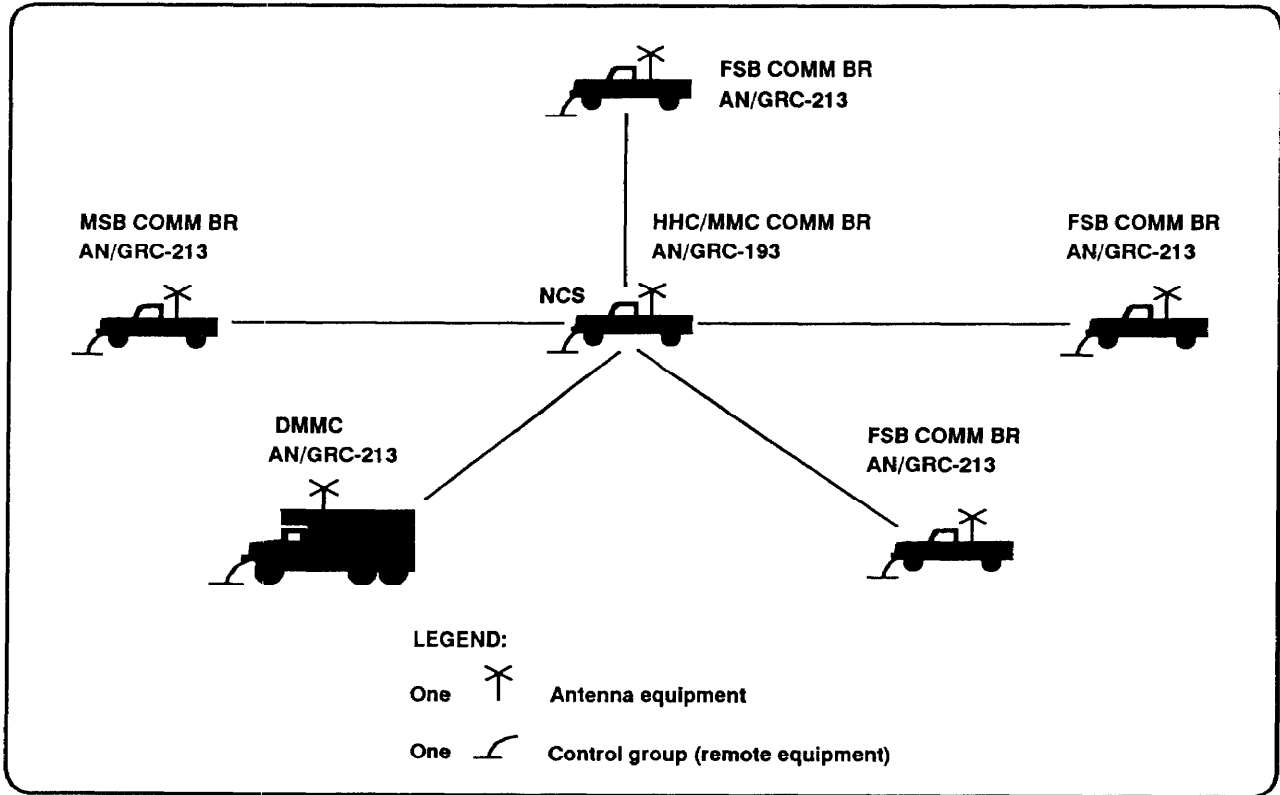 FSB COMM BR
AN/GRC-213
MSB COMM BR
AN/GRC-213
HHC/MMC COMM BR
AN/GRC-193
FSB COMM BR
AN/GRC-213
NCS
DMMC
AN/GRC-213
FSB COMM BR
AN/GRC-213
LEGEND:
One Antenna equipment
One Control group (remote equipment)